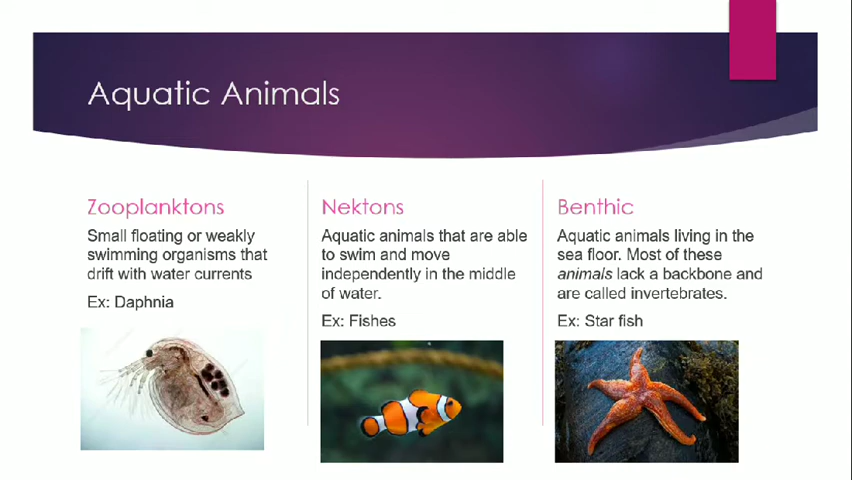 Aquatic Animals
Zooplanktons
Small floating or weakly
swimming organisms that
drift with water currents
Ex: Daphnia
Nektons
Aquatic animals that are able
to swim and move
independently in the middle
of water.
Ex: Fishes
Benthic
Aquatic animals living in the
sea floor. Most of these
animals lack a backbone and
are called invertebrates.
Ex: Star fish